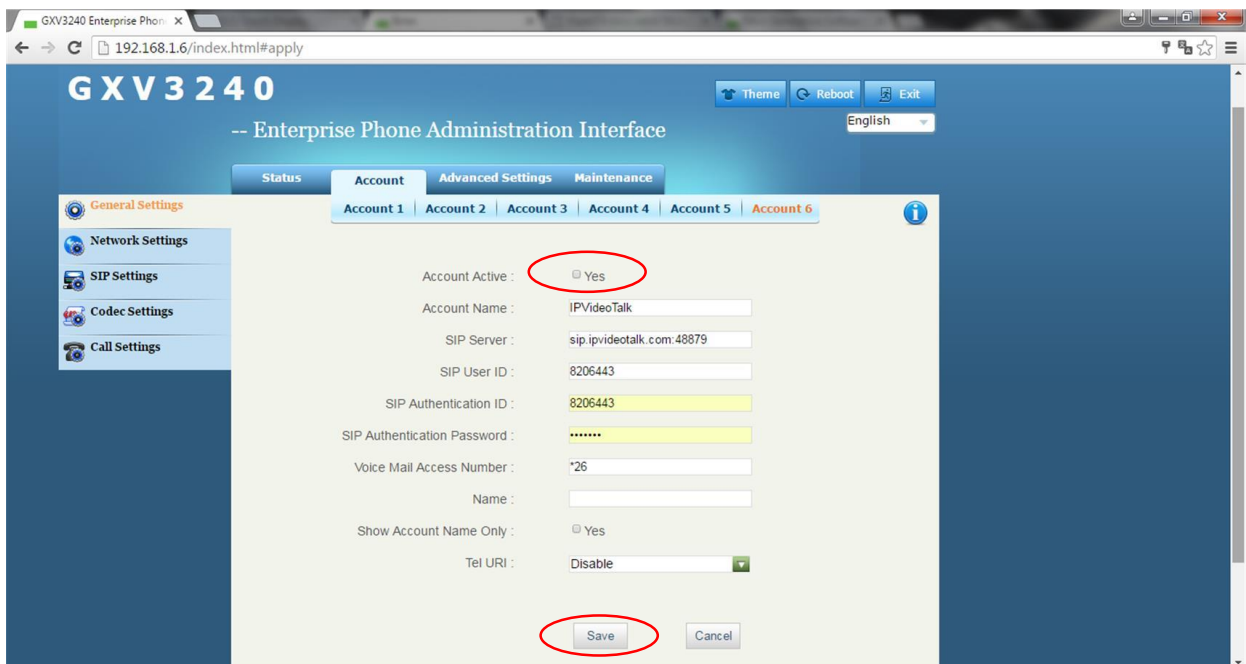 GXV3240 Enterprise Phon
192.168.1.6/index.html#apply
GXV3240
Theme
Reboot
Exit
-- Enterprise Phone Administration Interface
English
Status
Account
Advanced Settings
Maintenance
General Settings
Account 1
Account 2
Account 3
Account 4
Account 5
Account 6
Network Settings
SIP Settings
Codec Settings
Call Settings
Account Active : Yes
Account Name : IPVideoTalk
SIP Server : sip.ipvideotalk.com:48879
SIP User ID : 8206443
SIP Authentication ID : 8206443
SIP Authentication Password : •••••••
Voice Mail Access Number : *26
Name :
Show Account Name Only : Yes
Tel URI : Disable
Save
Cancel